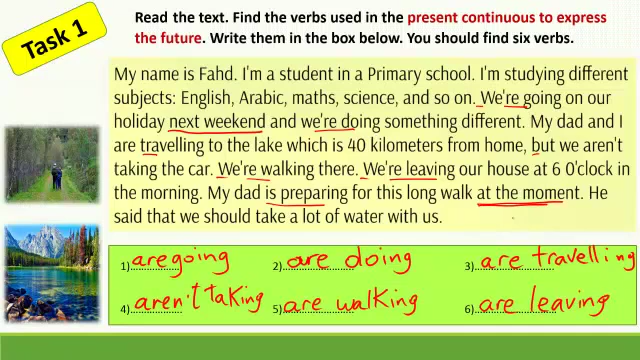 Task 1
Read the text. Find the verbs used in the present continuous to express
the future. Write them in the box below. You should find six verbs.
My name is Fahd. I'm a student in a Primary school. I'm studying different
subjects: English, Arabic, maths, science, and so on. We're going on our
holiday next weekend and we're doing something different. My dad and I
are travelling to the lake which is 40 kilometers from home, but we aren't
taking the car. We're walking there. We're leaving our house at 6 O'clock in
the morning. My dad is preparing for this long walk at the moment. He
said that we should take a lot of water with us.
1) are going 2) are doing 3) are travelling
4) aren't taking 5) are walking 6) are leaving